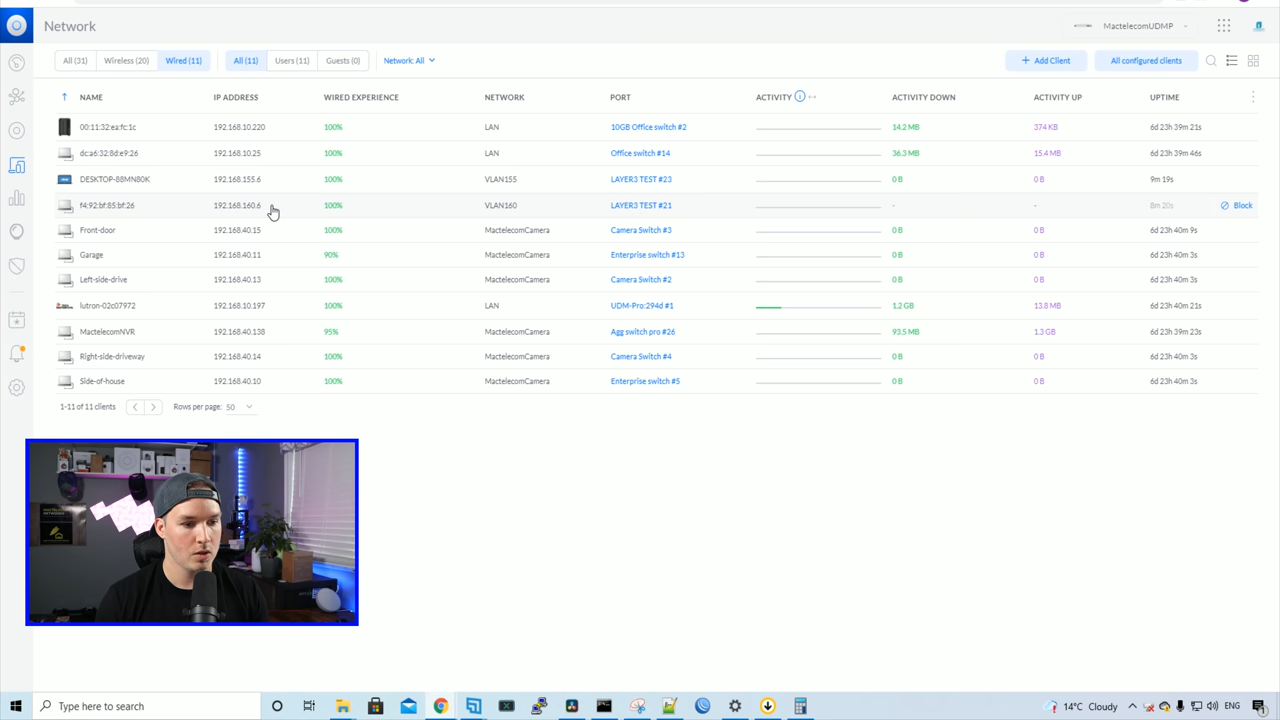 Network
MactelecomUDMP
All (31) Wireless (20) Wired (11) All (11) Users (11) Guests (0) Network: All + Add Client All configured clients
NAME IP ADDRESS WIRED EXPERIENCE NETWORK PORT ACTIVITY ACTIVITY DOWN ACTIVITY UP UPTIME
00:11:32:ea:fc:1c 192.168.10.220 100% LAN 10GB Office switch #2 14.2 MB 374 KB 6d 23h 39m 21s
dc:a6:32:8d:e9:26 192.168.10.25 100% LAN Office switch #14 36.3 MB 15.4 MB 6d 23h 39m 46s
DESKTOP-88MN80K 192.168.155.6 100% VLAN155 LAYER3 TEST #23 0 B 0 B 9m 19s
f4:92:bf:85:bf:26 192.168.160.6 100% VLAN160 LAYER3 TEST #21 - - 8m 20s Block
Front-door 192.168.40.15 100% MactelecomCamera Camera Switch #3 0 B 0 B 6d 23h 40m 9s
Garage 192.168.40.11 90% MactelecomCamera Enterprise switch #13 0 B 0 B 6d 23h 40m 3s
Left-side-drive 192.168.40.13 100% MactelecomCamera Camera Switch #2 0 B 0 B 6d 23h 40m 3s
lutron-02c07972 192.168.10.197 100% LAN UDM-Pro:294d #1 1.2 GB 13.8 MB 6d 23h 40m 21s
MactelecomNVR 192.168.40.138 95% MactelecomCamera Agg switch pro #26 93.5 MB 1.3 GB 6d 23h 39m 23s
Right-side-driveway 192.168.40.14 100% MactelecomCamera Camera Switch #4 0 B 0 B 6d 23h 40m 3s
Side-of-house 192.168.40.10 100% MactelecomCamera Enterprise switch #5 0 B 0 B 6d 23h 40m 3s
1-11 of 11 clients Rows per page: 50
Type here to search
14°C Cloudy ENG